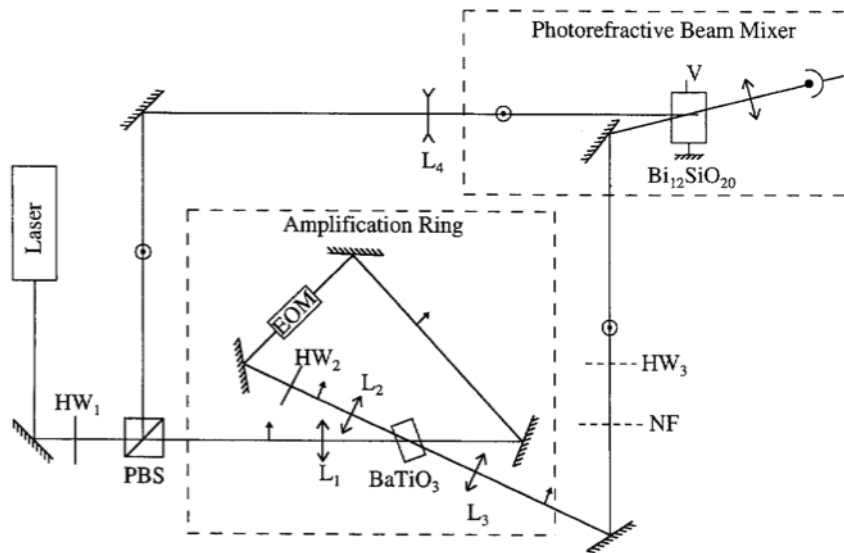 Photorefractive Beam Mixer
V
L4
Bi12SiO20
Laser
Amplification Ring
EOM
HW1
HW2
L2
HW3
NF
PBS
L1
BaTiO3
L3